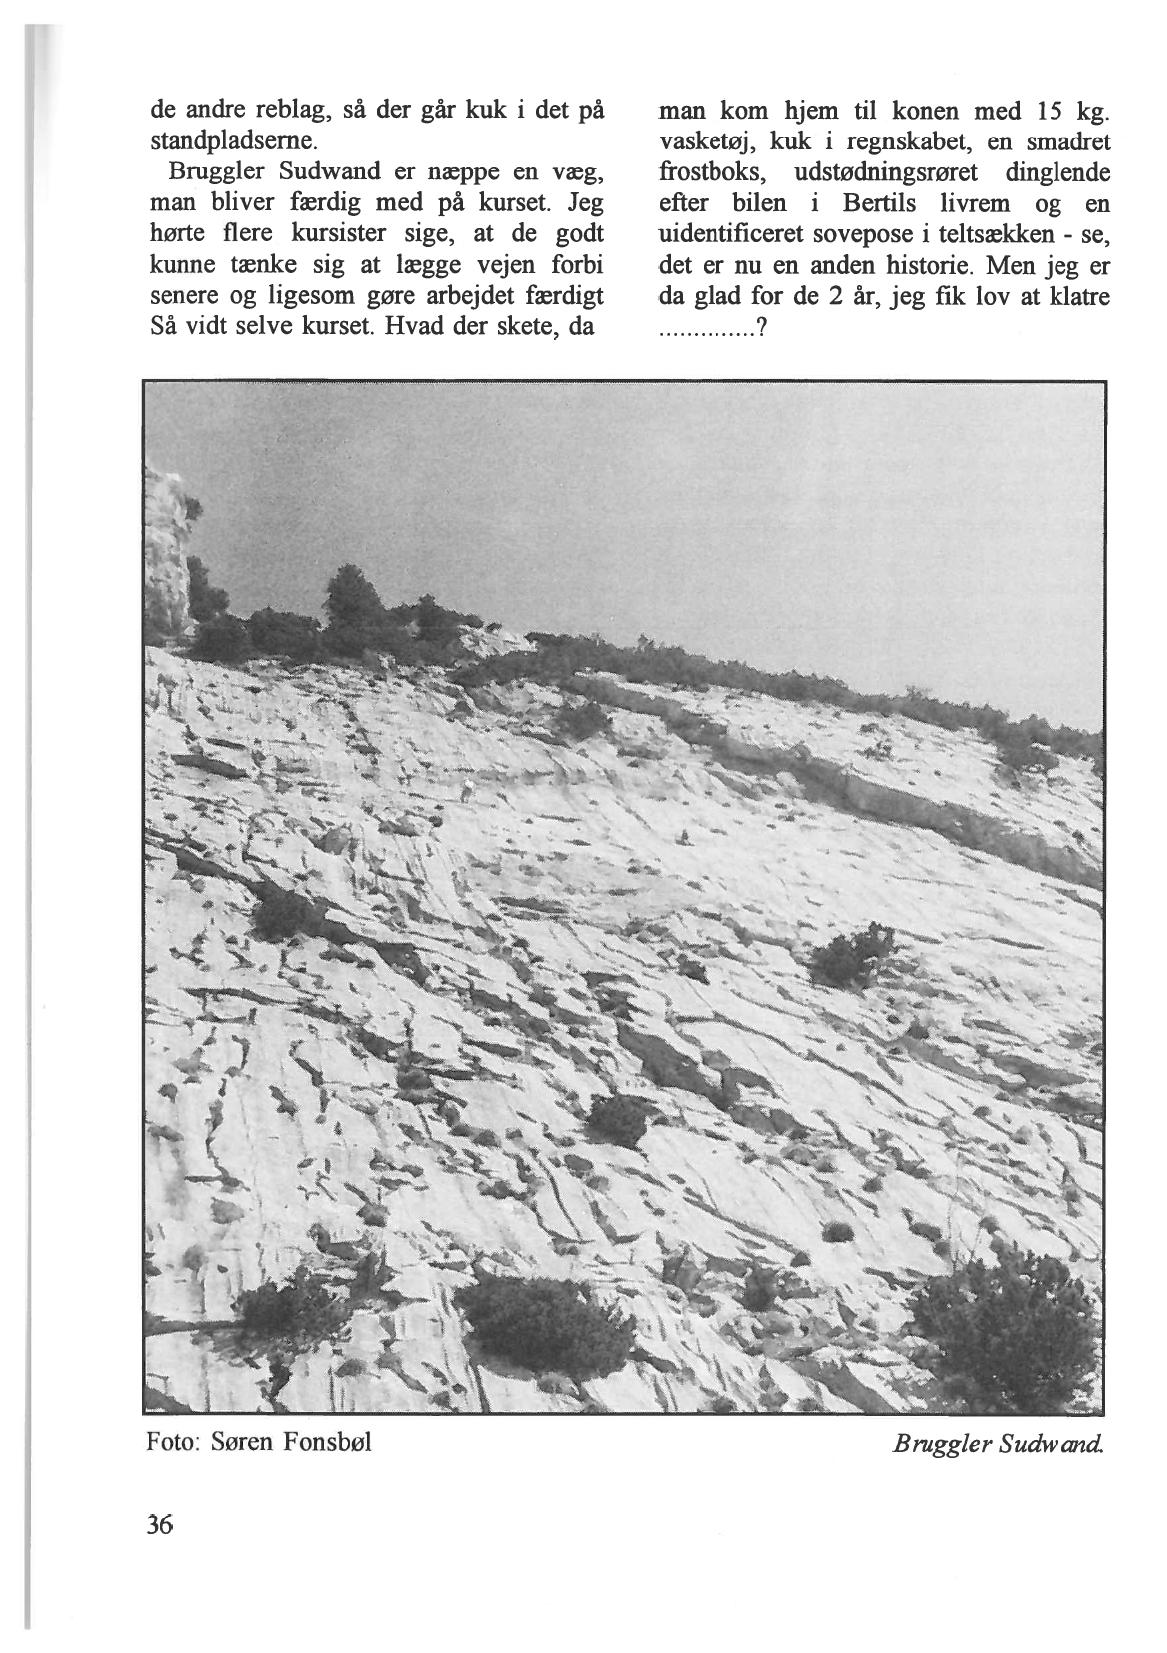 de andre reblag, så der går kuk i det på
standpladserne.
Bruggler Sudwand er næppe en væg,
man bliver færdig med på kurset. Jeg
hørte flere kursister sige, at de godt
kunne tænke sig at lægge vejen forbi
senere og ligesom gøre arbejdet færdigt
Så vidt selve kurset. Hvad der skete, da
man kom hjem til konen med 15 kg.
vasketøj, kuk i regnskabet, en smadret
frostboks, udstødningsrøret dinglende
efter bilen i Bertils livrem og en
uidentificeret sovepose i teltsækken - se,
det er nu en anden historie. Men jeg er
da glad for de 2 år, jeg fik lov at klatre
..............?
Foto: Søren Fonsbøl
Bruggler Sudwand.
36